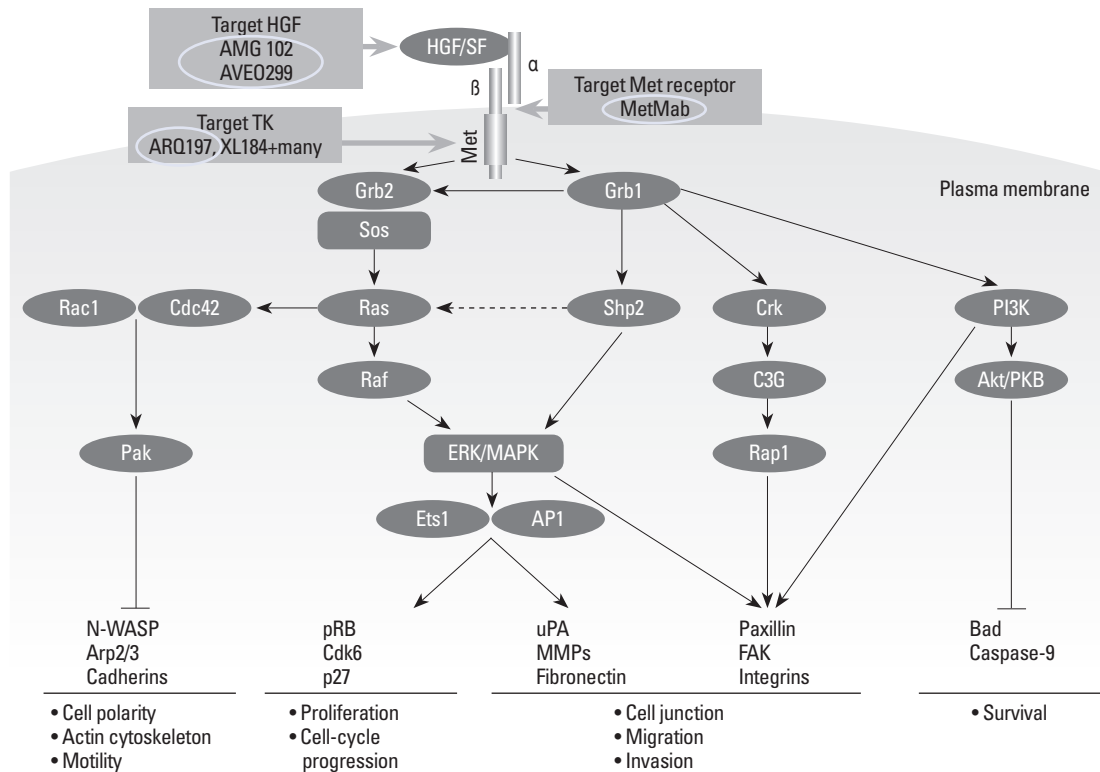 Target HGF
AMG 102
AVEO299
HGF/SF
α
ß
Target Met receptor
MetMab
Target TK
ARQ197, XL184+many
Met
Plasma membrane
Grb2
Grb1
Sos
Rac1
Cdc42
Ras
Shp2
Crk
PI3K
Raf
C3G
Akt/PKB
Pak
ERK/MAPK
Rap1
Ets1
AP1
N-WASP
Arp2/3
Cadherins
pRB
Cdk6
p27
uPA
MMPs
Fibronectin
Paxillin
FAK
Integrins
Bad
Caspase-9
• Cell polarity
• Actin cytoskeleton
• Motility
• Proliferation
• Cell-cycle
progression
• Cell junction
• Migration
• Invasion
• Survival